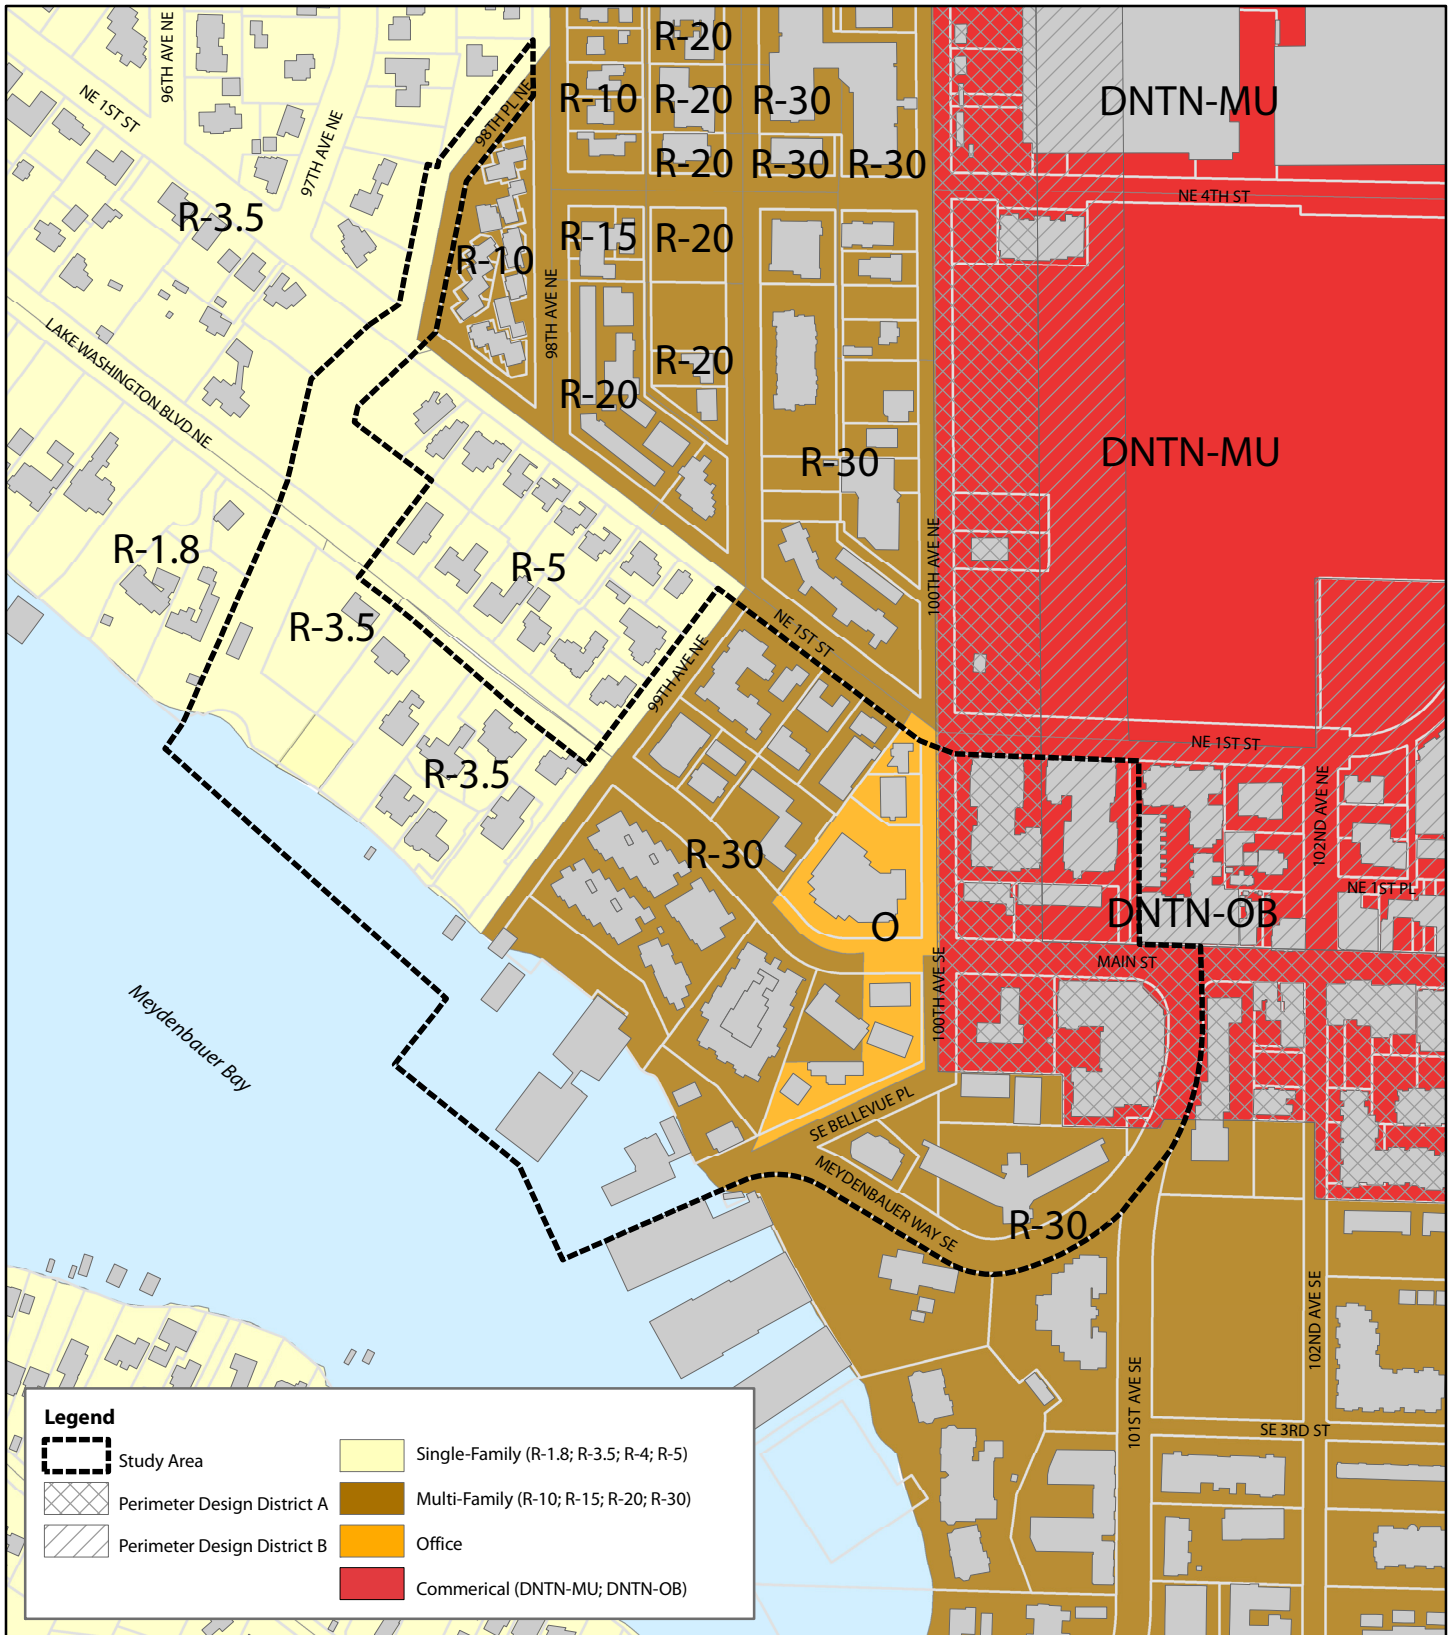 96TH AVE NE
NE 1ST ST
97TH AVE NE
98TH PL NE
R-20
R-10
R-20
R-30
DNTN-MU
R-20
R-30
R-30
NE 4TH ST
R-3.5
R-10
R-15
R-20
98TH AVE NE
LAKE WASHINGTON BLVD NE
R-20
R-20
R-30
DNTN-MU
R-1.8
R-5
100TH AVE NE
R-3.5
NE 1ST ST
99TH AVE NE
NE 1ST ST
R-3.5
102ND AVE NE
R-30
NE 1ST PL
O
DNTN-OB
MAIN ST
100TH AVE SE
Meydenbauer Bay
SE BELLEVUE PL
MEYDENBAUER WAY SE
R-30
102ND AVE SE
101ST AVE SE
SE 3RD ST
Legend
Study Area
Perimeter Design District A
Perimeter Design District B
Single-Family (R-1.8; R-3.5; R-4; R-5)
Multi-Family (R-10; R-15; R-20; R-30)
Office
Commerical (DNTN-MU; DNTN-OB)